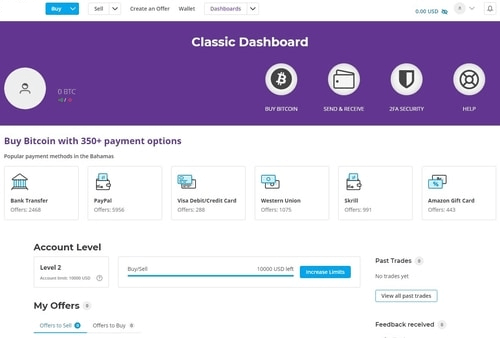 Buy Sell Create an Offer Wallet Dashboards 0.00 USD
Classic Dashboard
0 BTC
BUY BITCOIN SEND & RECEIVE 2FA SECURITY HELP
Buy Bitcoin with 350+ payment options
Popular payment methods in the Bahamas
Bank Transfer PayPal Visa Debit/Credit Card Western Union Skrill Amazon Gift Card
Offers: 2468 Offers: 5956 Offers: 288 Offers: 1075 Offers: 991 Offers: 443
Account Level
Level 2
Account limit: 10000 USD
Buy/Sell 10000 USD left Increase Limits
Past Trades 0
No trades yet
View all past trades
My Offers 0
Offers to Sell 0 Offers to Buy 0
Feedback received 0